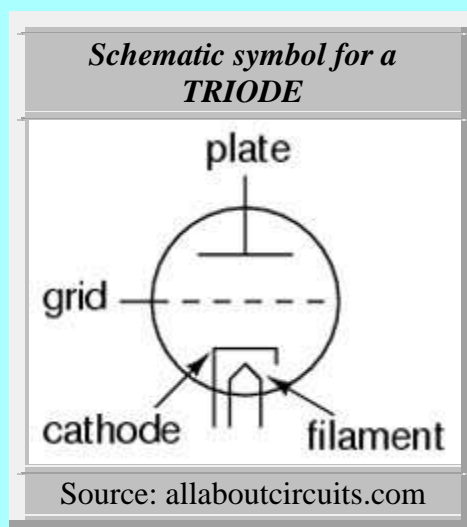 Schematic symbol for a
TRIODE
plate
grid
cathode
filament
Source: allaboutcircuits.com